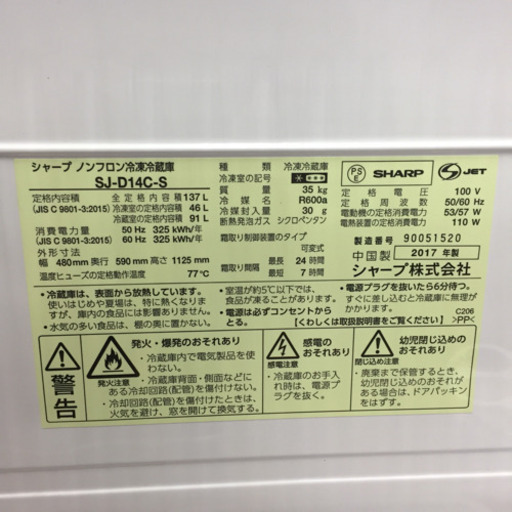 シャープ ノンフロン冷凍冷蔵庫
SJ-D14C-S
定格内容積 全定格内容積 137 L
(JIS C 9801-3:2015) 冷凍室の定格内容積 46 L
冷蔵室の定格内容積 91 L
消費電力量 50 Hz 325 kWh/年
(JIS C 9801-3:2015) 60 Hz 325 kWh/年
外形寸法
幅 480mm 奥行 590 mm 高さ 1125 mm
温度ヒューズの定格動作温度 77℃
種類 冷凍冷蔵庫
冷凍室の記号
質量 35 kg
冷媒名 R600a
冷媒封入量 30 g
断熱発泡ガス シクロペンタン
霜取り制御装置のタイプ
可変式
霜取り間隔 最長 24 時間
最短 7 時間
PS E SHARP S JET
定格電圧 100 V
定格周波数 50/60 Hz
電動機の定格消費電力 53/57 W
電熱装置の定格消費電力 110 W
製造番号 90051520
中国製 2017 年製
シャープ株式会社
・冷蔵庫は、表面から放熱しています。
使いはじめや夏場は、特に熱く感じられますが、庫内の食品には影響ありません。
・水気の多い食品は、棚の奥に置かない。
・室温が約5℃以下では、
食品が凍ることがあります。
・電源は必ずコンセントから
とる。
・電源プラグを抜いたら6分待つ。
すぐに差し込むと冷蔵庫に無理が
かかります。
【くわしくは取扱説明書をご覧ください】
C206
>PP<
警告
発火・爆発のおそれあり
発火注意
・冷蔵庫内で電気製品を使
わない。
・冷蔵庫背面・側面などに
ある冷却回路(配管)を傷付けない。
・冷却回路(配管)を傷付けたときは、
火気を避け、窓を開けて換気する。
感電の
おそれあり
感電注意
・冷蔵庫のお手入
れ時は、電源プラ
グを抜く。
幼児閉じ込めの
おそれあり
閉じ込め注意
・廃棄まで保管するとき、
幼児閉じ込めのおそれが
ある場合は、ドアパッキン
をはずす。